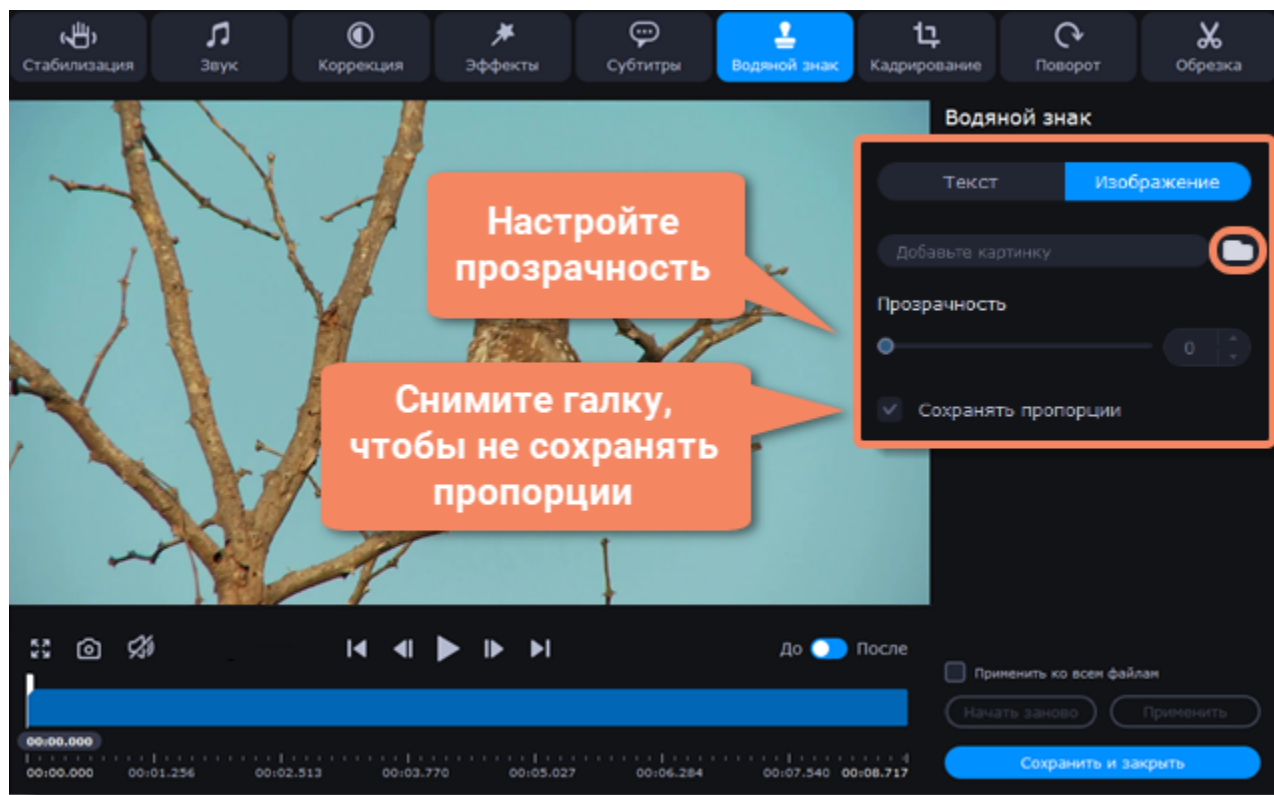 Стабилизация
Звук
Коррекция
Эффекты
Субтитры
Водяной знак
Кадрирование
Поворот
Обрезка
Водяной знак
Текст
Изображение
Добавьте картинку
Прозрачность
0
Сохранять пропорции
Настройте
прозрачность
Снимите галку,
чтобы не сохранять
пропорции
До
После
Применить ко всем файлам
Начать заново
Применить
Сохранить и закрыть
00:00.000
00:00.000
00:01.256
00:02.513
00:03.770
00:05.027
00:06.284
00:07.540
00:08.717